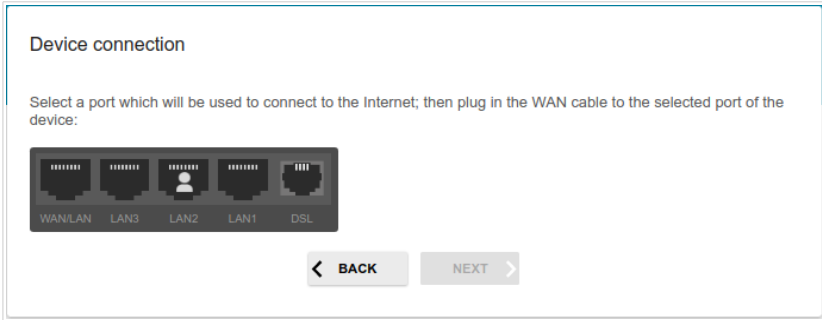 Device connection
Select a port which will be used to connect to the Internet; then plug in the WAN cable to the selected port of the
device:
WAN/LAN LAN3 LAN2 LAN1 DSL
BACK NEXT